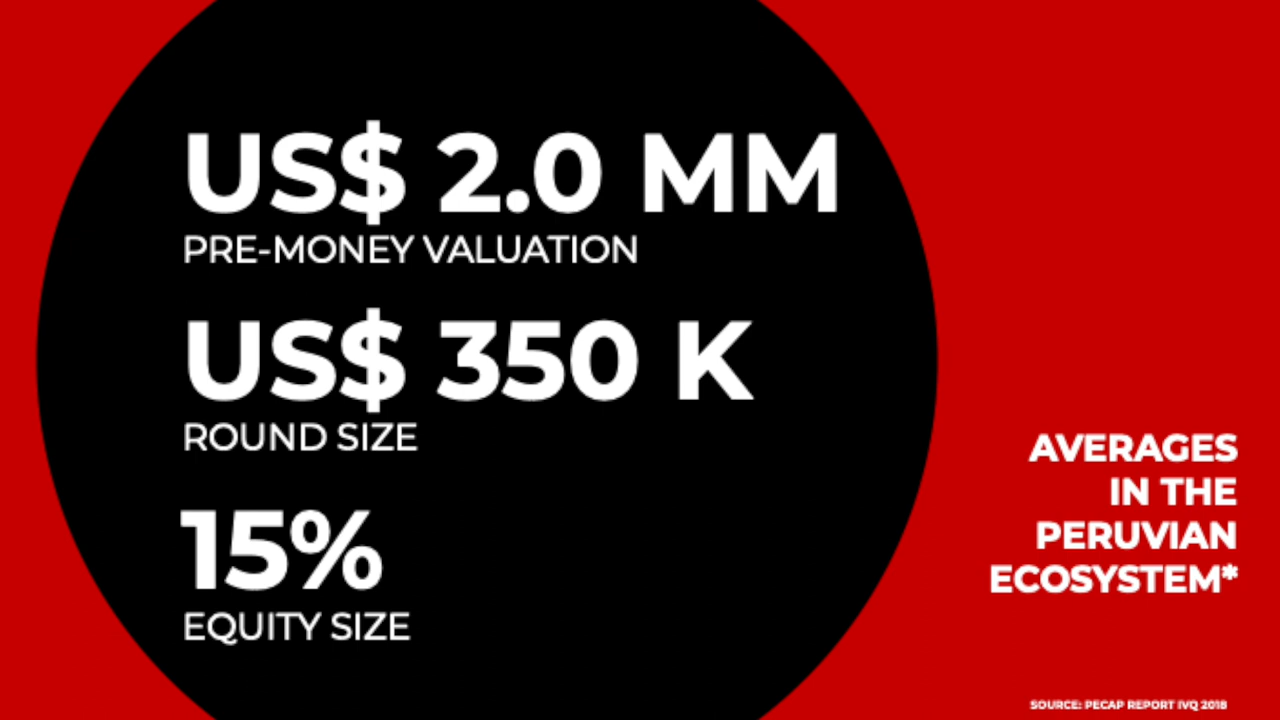 US$ 2.0 MM
PRE-MONEY VALUATION
US$ 350 K
ROUND SIZE
15%
EQUITY SIZE
AVERAGES
IN THE
PERUVIAN
ECOSYSTEM*
SOURCE: PECAP REPORT IVQ 2018